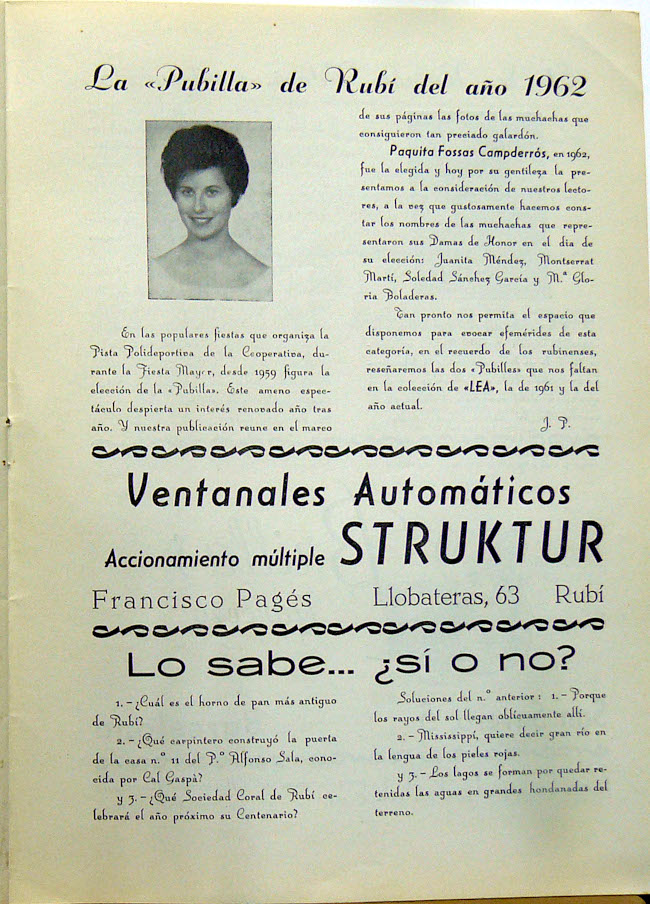 La «Pubilla» de Rubí del año 1962
En las populares fiestas que organiza la
Pista Polideportiva de la Cooperativa, du-
rante la Fiesta Mayor, desde 1959 figura la
elección de la «Pubilla». Este ameno espec-
táculo despierta un interés renovado año tras
año. Y nuestra publicación reune en el marco
de sus páginas las fotos de las muchachas que
consiguieron tan preciado galardón.
Paquita Fossas Campderrós, en 1962,
fue la elegida y hoy por su gentileza la pre-
sentamos a la consideración de nuestros lecto-
res, a la vez que gustosamente hacemos cons-
tar los nombres de las muchachas que repre-
sentaron sus Damas de Honor en el dia de
su elección: Juanita Méndez, Montserrat
Martí, Soledad Sánchez García y M.ª Glo-
ria Boladeras.
Tan pronto nos permita el espacio que
disponemos para evocar efemérides de esta
categoría, en el recuerdo de los rubinenses,
reseñaremos las dos «Pubilles» que nos faltan
en la colección de «LEA», la de 1961 y la del
año actual.
J. P.
Ventanales Automáticos
Accionamiento múltiple STRUKTUR
Francisco Pagés Llobateras, 63 Rubí
Lo sabe... ¿sí o no?
1. - ¿Cuál es el horno de pan más antiguo
de Rubí?
2. - ¿Qué carpintero construyó la puerta
de la casa n.º 11 del P.º Alfonso Sala, cono-
cida por Cal Gaspà?
y 3. - ¿Qué Sociedad Coral de Rubí ce-
lebrará el año próximo su Centenario?
Soluciones del n.º anterior : 1. - Porque
los rayos del sol llegan oblícuamente allí.
2. - Mississippí, quiere decir gran río en
la lengua de los pieles rojas.
y 3. - Los lagos se forman por quedar re-
tenidas las aguas en grandes hondanadas del
terreno.